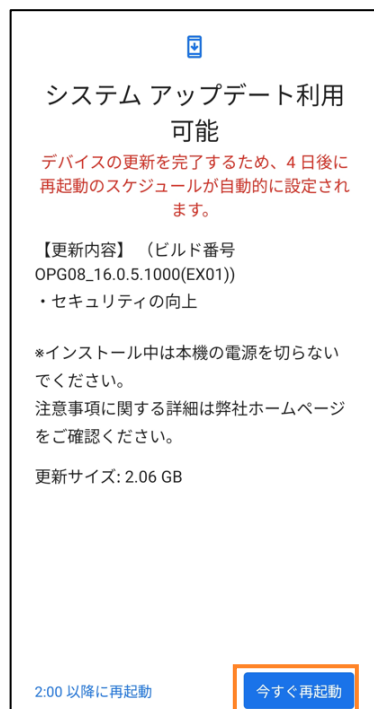 システム アップデート利用
可能
デバイスの更新を完了するため、4 日後に
再起動のスケジュールが自動的に設定され
ます。
【更新内容】 （ビルド番号
OPG08_16.0.5.1000(EX01))
・セキュリティの向上
*インストール中は本機の電源を切らない
でください。
注意事項に関する詳細は弊社ホームページ
をご確認ください。
更新サイズ: 2.06 GB
2:00 以降に再起動
今すぐ再起動